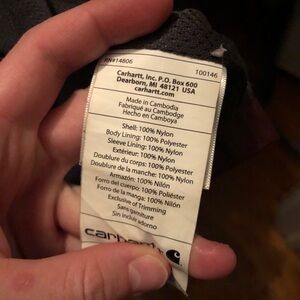 RN#14806 100146
Carhartt, Inc. P.O. Box 600
Dearborn, MI 48121 USA
carhartt.com
Made in Cambodia
Fabriqué au Cambodge
Hecho en Camboya
Shell: 100% Nylon
Body Lining: 100% Polyester
Sleeve Lining: 100% Nylon
Extérieur: 100% Nylon
Doublure du corps: 100% Polyester
Doublure de la manche: 100% Nylon
Armazón: 100% Nilón
Forro del cuerpo: 100% Poliéster
Forro de la manga: 100% Nilón
Exclusive of Trimming
Sans garniture
Sin incluir adorno
carhartt